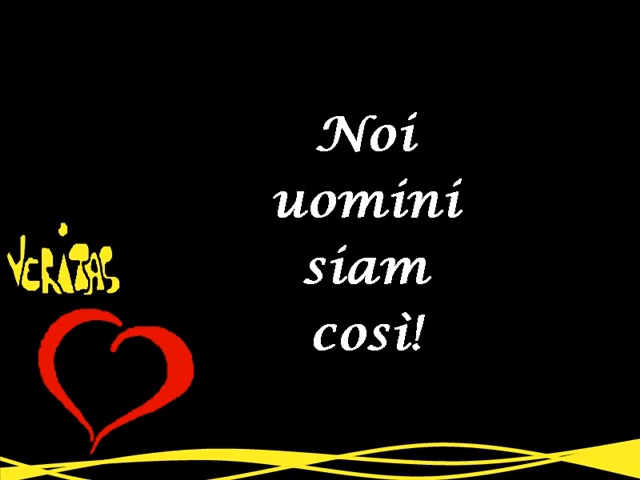 Noi
uomini
siam
così!
VERITAS